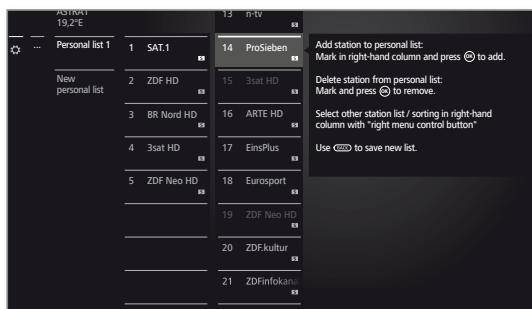 ASTRA1
19,2°E
...
Personal list 1
New
personal list
1 SAT.1
S
2 ZDF HD
S
3 BR Nord HD
S
4 3sat HD
S
5 ZDF Neo HD
S
13 n-tv
S
14 ProSieben
S
15 3sat HD
S
16 ARTE HD
S
17 EinsPlus
S
18 Eurosport
S
19 ZDF Neo HD
S
20 ZDF.kultur
S
21 ZDFinfokana
S
Add station to personal list:
Mark in right-hand column and press OK to add.
Delete station from personal list:
Mark and press OK to remove.
Select other station list / sorting in right-hand
column with "right menu control button"
Use BACK to save new list.